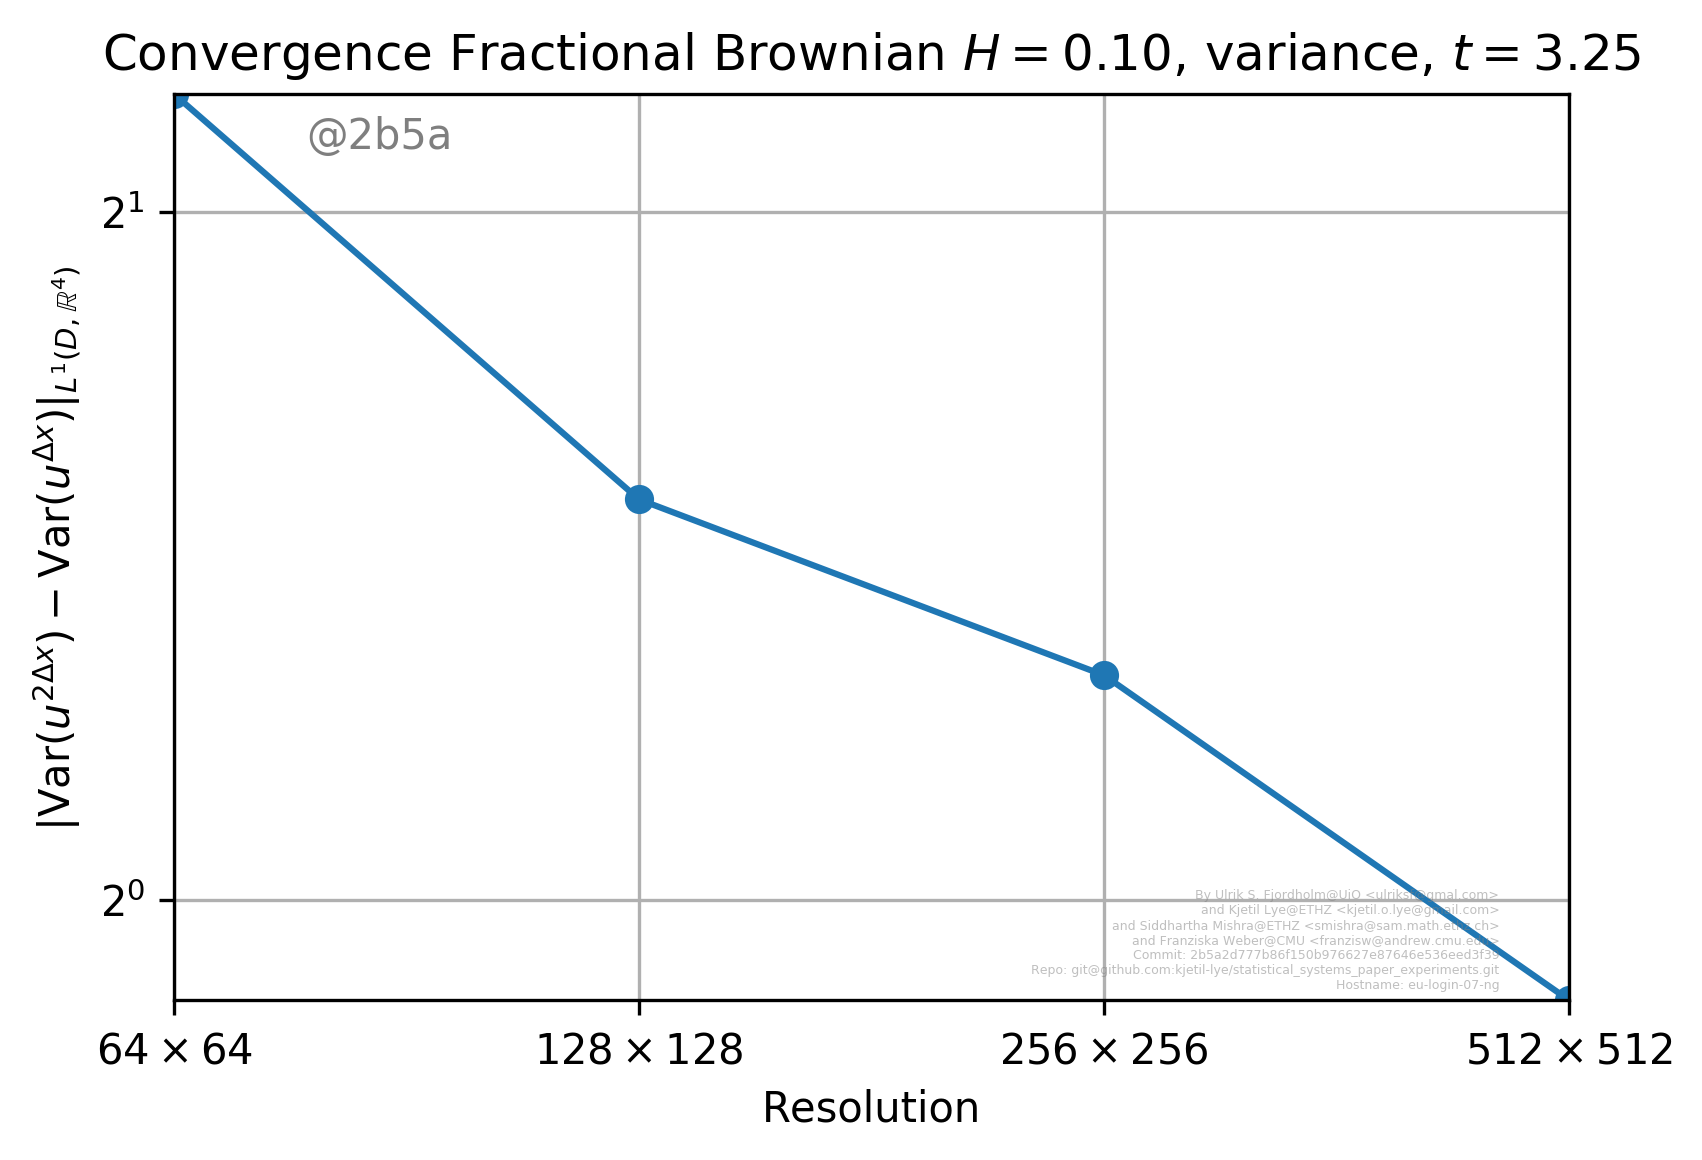 Convergence Fractional Brownian H = 0.10, variance, t = 3.25
@2b5a
2^1
2^0
|Var(u^{2Δx}) − Var(u^{Δx})|_{L^1(D, ℝ^4)}
By Ulrik S. Fjordholm@UiO <ulriksf@gmal.com>
and Kjetil Lye@ETHZ <kjetil.o.lye@gmail.com>
and Siddhartha Mishra@ETHZ <smishra@sam.math.ethz.ch>
and Franziska Weber@CMU <franzisw@andrew.cmu.edu>
Commit: 2b5a2d777b86f150b976627e87646e536eed3f39
Repo: git@github.com:kjetil-lye/statistical_systems_paper_experiments.git
Hostname: eu-login-07-ng
64 × 64
128 × 128
256 × 256
512 × 512
Resolution